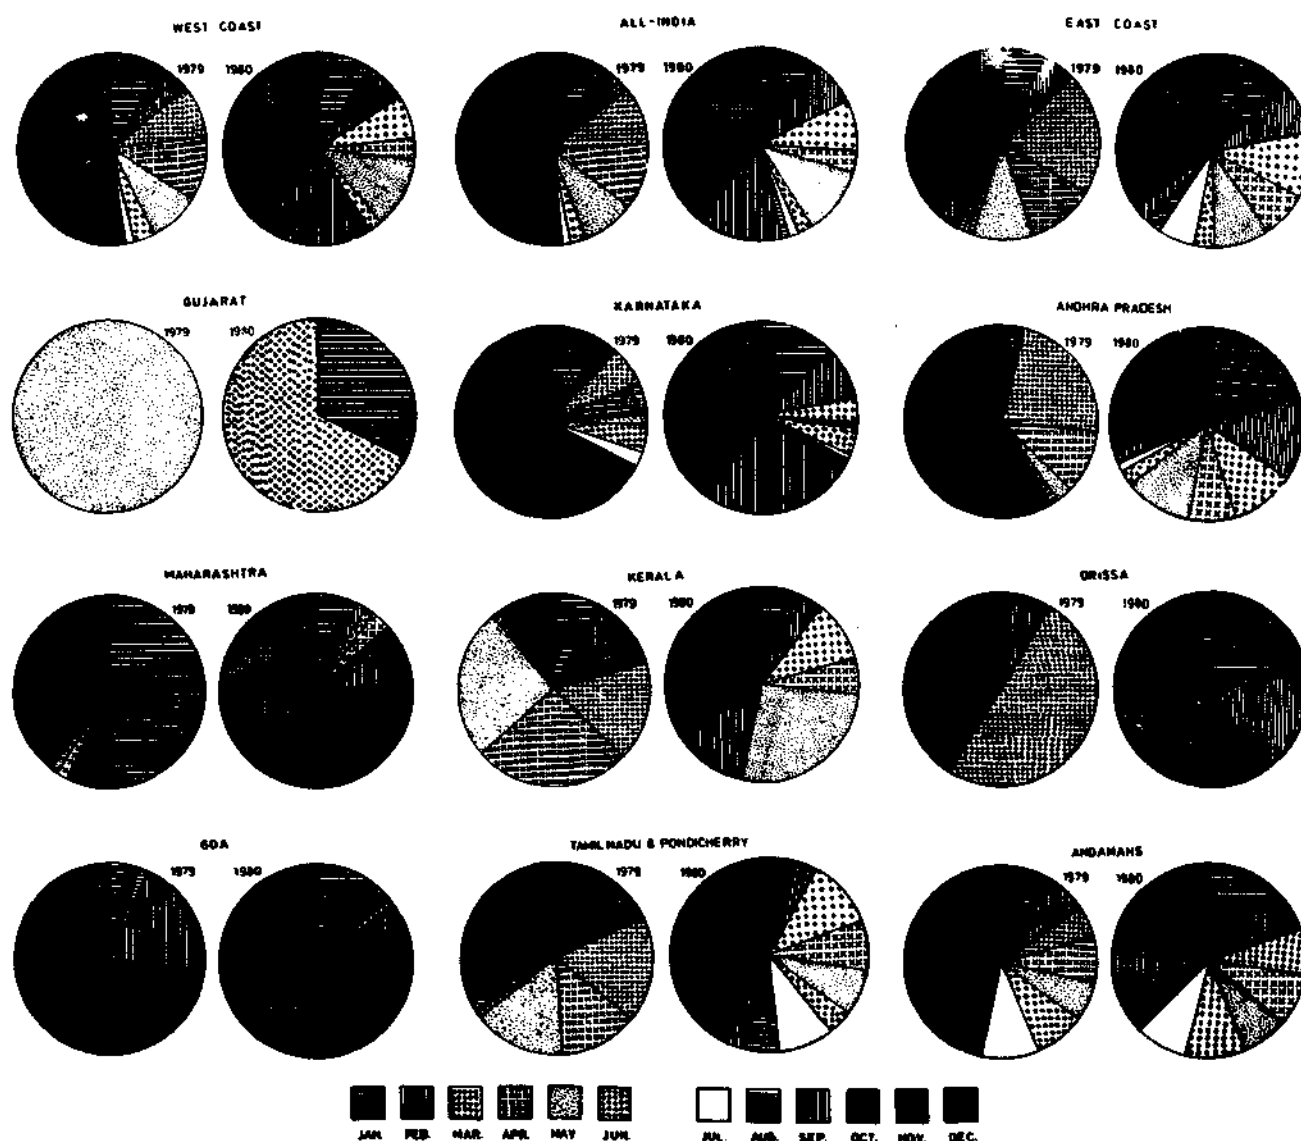 WEST COAST
ALL-INDIA
EAST COAST
1979 1980
1979 1980
1979 1980
GUJARAT
KARNATAKA
ANDHRA PRADESH
1979 1980
1979 1980
1979 1980
MAHARASHTRA
KERALA
ORISSA
1979 1980
1979 1980
1979 1980
GOA
TAMIL NADU & PONDICHERRY
ANDAMANS
1979 1980
1979 1980
1979 1980
JAN. FEB. MAR. APR. MAY JUN. JUL. AUG. SEP. OCT. NOV. DEC.